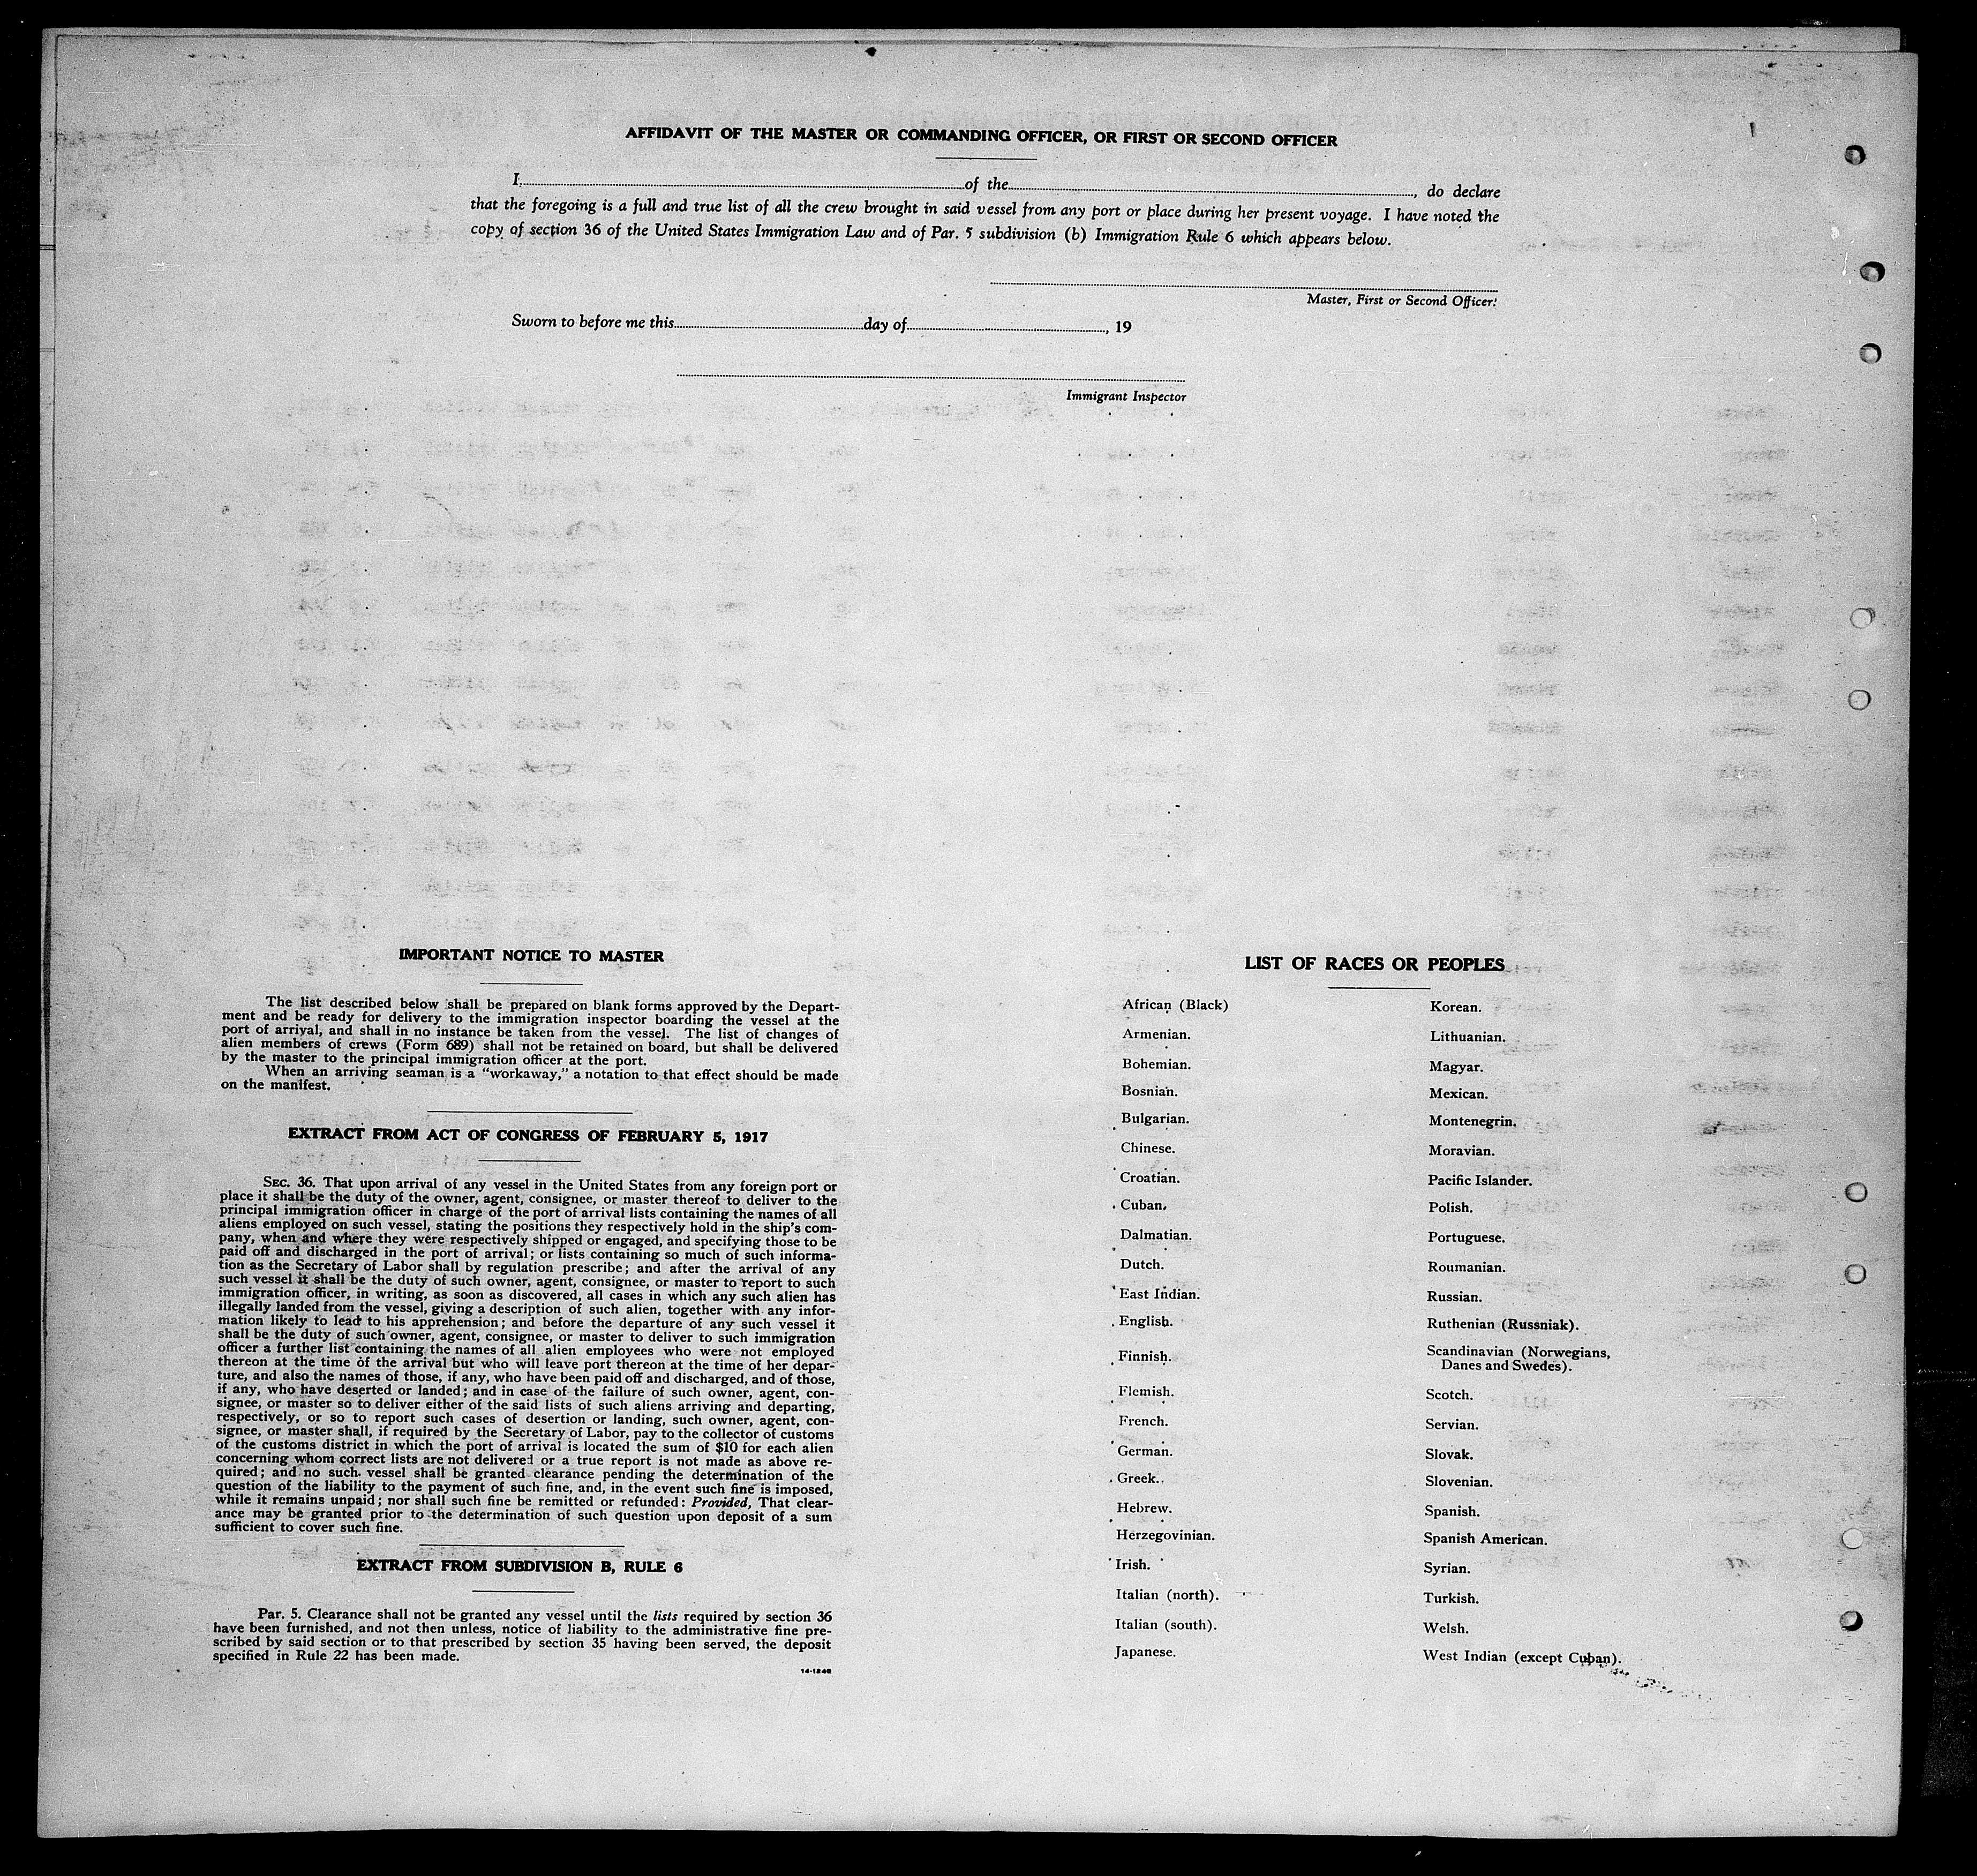 AFFIDAVIT OF THE MASTER OR COMMANDING OFFICER, OR FIRST OR SECOND OFFICER
I, of the , do declare
that the foregoing is a full and true list of all the crew brought in said vessel from any port or place during her present voyage. I have noted the
copy of section 36 of the United States Immigration Law and of Par. 5 subdivision (b) Immigration Rule 6 which appears below.
Master, First or Second Officer.
Sworn to before me this day of , 19
Immigrant Inspector
IMPORTANT NOTICE TO MASTER
The list described below shall be prepared on blank forms approved by the Depart-
ment and be ready for delivery to the immigration inspector boarding the vessel at the
port of arrival, and shall in no instance be taken from the vessel. The list of changes of
alien members of crews (Form 689) shall not be retained on board, but shall be delivered
by the master to the principal immigration officer at the port.
When an arriving seaman is a "workaway," a notation to that effect should be made
on the manifest.
EXTRACT FROM ACT OF CONGRESS OF FEBRUARY 5, 1917
SEC. 36. That upon arrival of any vessel in the United States from any foreign port or
place it shall be the duty of the owner, agent, consignee, or master thereof to deliver to the
principal immigration officer in charge of the port of arrival lists containing the names of all
aliens employed on such vessel, stating the positions they respectively hold in the ship's com-
pany, when and where they were respectively shipped or engaged, and specifying those to be
paid off and discharged in the port of arrival; or lists containing so much of such informa-
tion as the Secretary of Labor shall by regulation prescribe; and after the arrival of any
such vessel it shall be the duty of such owner, agent, consignee, or master to report to such
immigration officer, in writing, as soon as discovered, all cases in which any such alien has
illegally landed from the vessel, giving a description of such alien, together with any infor-
mation likely to lead to his apprehension; and before the departure of any such vessel it
shall be the duty of such owner, agent, consignee, or master to deliver to such immigration
officer a further list containing the names of all alien employees who were not employed
thereon at the time of the arrival but who will leave port thereon at the time of her depar-
ture, and also the names of those, if any, who have been paid off and discharged, and of those,
if any, who have deserted or landed; and in case of the failure of such owner, agent, con-
signee, or master so to deliver either of the said lists of such aliens arriving and departing,
respectively, or so to report such cases of desertion or landing, such owner, agent, con-
signee, or master shall, if required by the Secretary of Labor, pay to the collector of customs
of the customs district in which the port of arrival is located the sum of $10 for each alien
concerning whom correct lists are not delivered or a true report is not made as above re-
quired; and no such vessel shall be granted clearance pending the determination of the
question of the liability to the payment of such fine, and, in the event such fine is imposed,
while it remains unpaid; nor shall such fine be remitted or refunded: Provided, That clear-
ance may be granted prior to the determination of such question upon deposit of a sum
sufficient to cover such fine.
EXTRACT FROM SUBDIVISION B, RULE 6
Par. 5. Clearance shall not be granted any vessel until the lists required by section 36
have been furnished, and not then unless, notice of liability to the administrative fine pre-
scribed by said section or to that prescribed by section 35 having been served, the deposit
specified in Rule 22 has been made.
14-1240
LIST OF RACES OR PEOPLES
African (Black)
Armenian.
Bohemian.
Bosnian.
Bulgarian.
Chinese.
Croatian.
Cuban.
Dalmatian.
Dutch.
East Indian.
English.
Finnish.
Flemish.
French.
German.
Greek.
Hebrew.
Herzegovinian.
Irish.
Italian (north).
Italian (south).
Japanese.
Korean.
Lithuanian.
Magyar.
Mexican.
Montenegrin.
Moravian.
Pacific Islander.
Polish.
Portuguese.
Roumanian.
Russian.
Ruthenian (Russniak).
Scandinavian (Norwegians,
Danes and Swedes).
Scotch.
Servian.
Slovak.
Slovenian.
Spanish.
Spanish American.
Syrian.
Turkish.
Welsh.
West Indian (except Cuban).